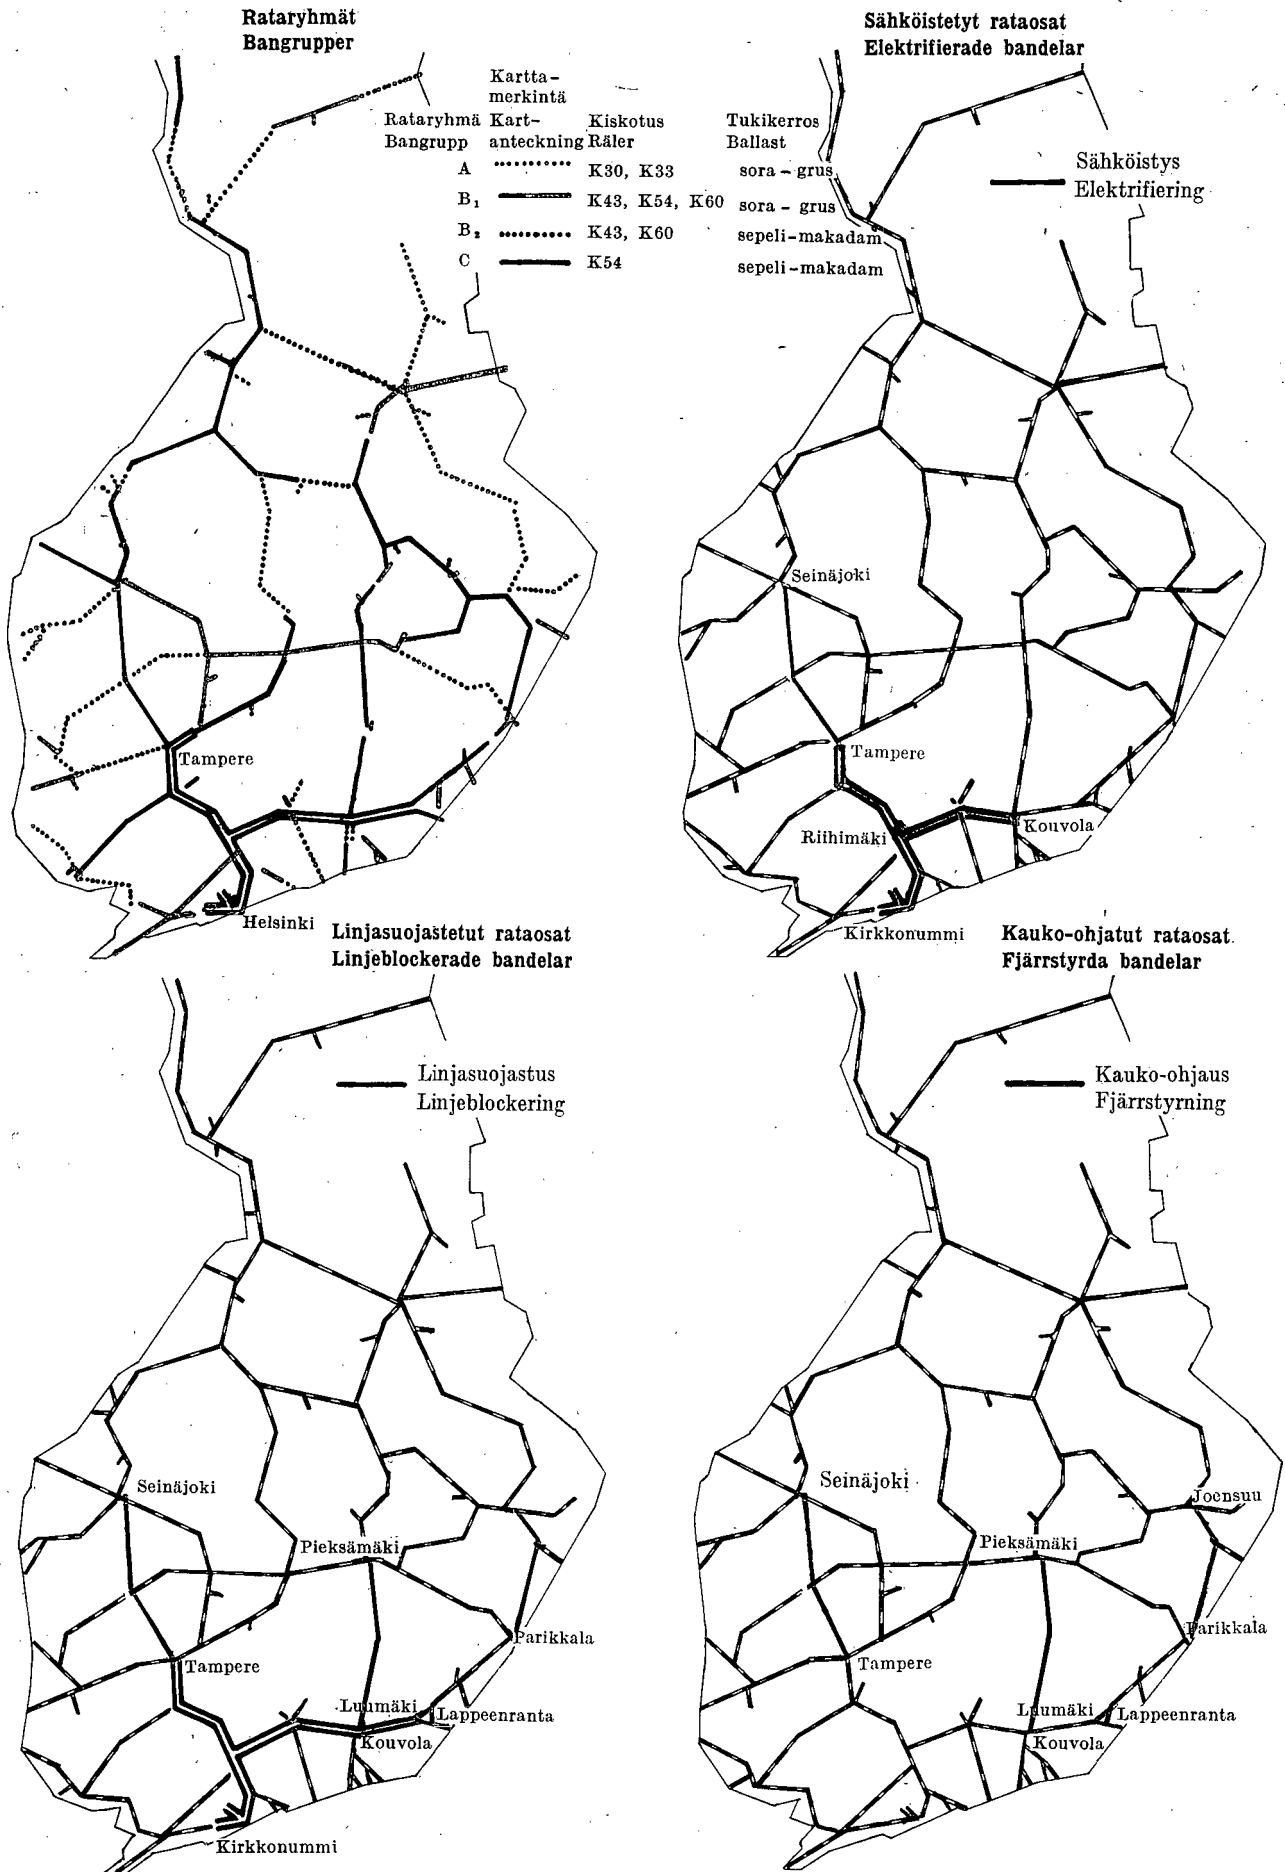 Rataryhmät
Bangrupper
Kartta-
merkintä
Rataryhmä Kart- Kiskotus Tukikerros
Bangrupp anteckning Räler Ballast
A K30, K33 sora - grus
B₁ K43, K54, K60 sora - grus
B₂ K43, K60 sepeli-makadam
C K54 sepeli-makadam
Tampere
Helsinki
Sähköistetyt rataosat
Elektrifierade bandelar
Sähköistys
Elektrifiering
Seinäjoki
Tampere
Riihimäki
Kouvola
Kirkkonummi
Linjasuojastetut rataosat
Linjeblockerade bandelar
Linjasuojastus
Linjeblockering
Seinäjoki
Pieksämäki
Parikkala
Tampere
Luumäki
Lappeenranta
Kouvola
Kirkkonummi
Kauko-ohjatut rataosat.
Fjärrstyrda bandelar
Kauko-ohjaus
Fjärrstyrning
Seinäjoki
Joensuu
Pieksämäki
Parikkala
Tampere
Luumäki
Lappeenranta
Kouvola